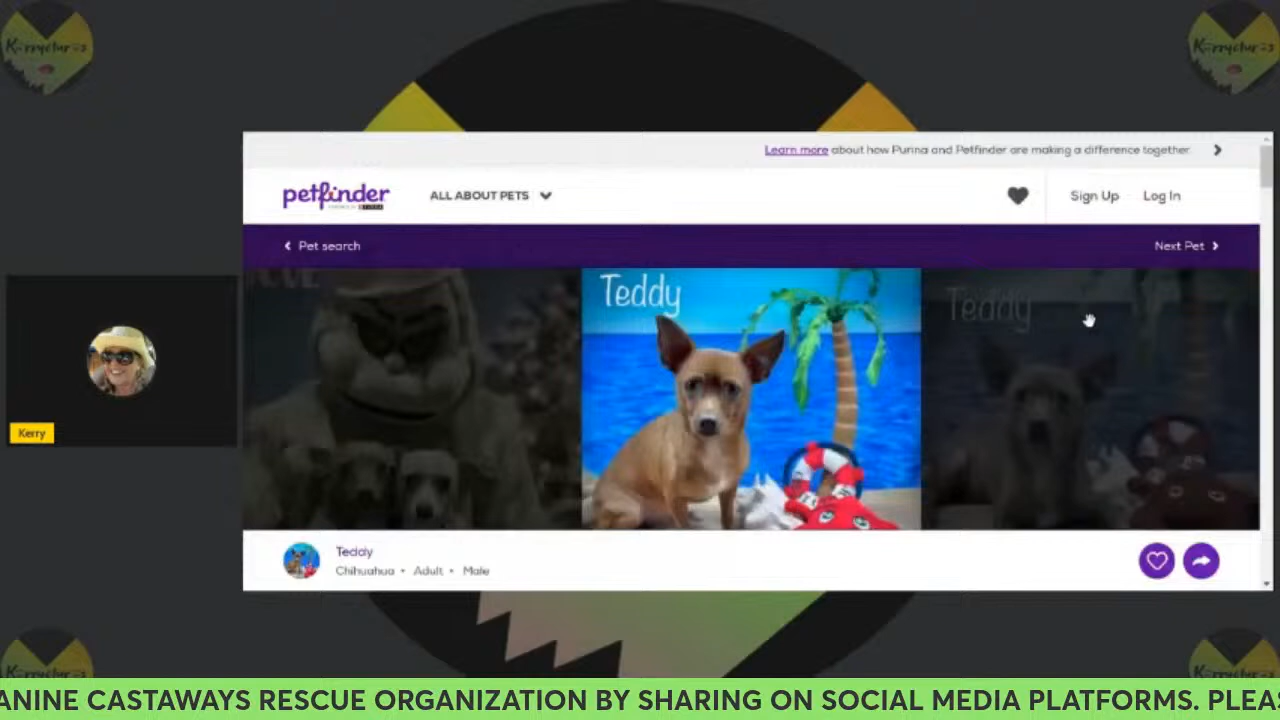 Kerryclures
Kerryclures
Learn more about how Purina and Petfinder are making a difference together.
petfinder
ALL ABOUT PETS
Sign Up
Log In
Pet search
Next Pet
Teddy
Teddy
Kerry
Teddy
Chihuahua • Adult • Male
ANINE CASTAWAYS RESCUE ORGANIZATION BY SHARING ON SOCIAL MEDIA PLATFORMS. PLEAS